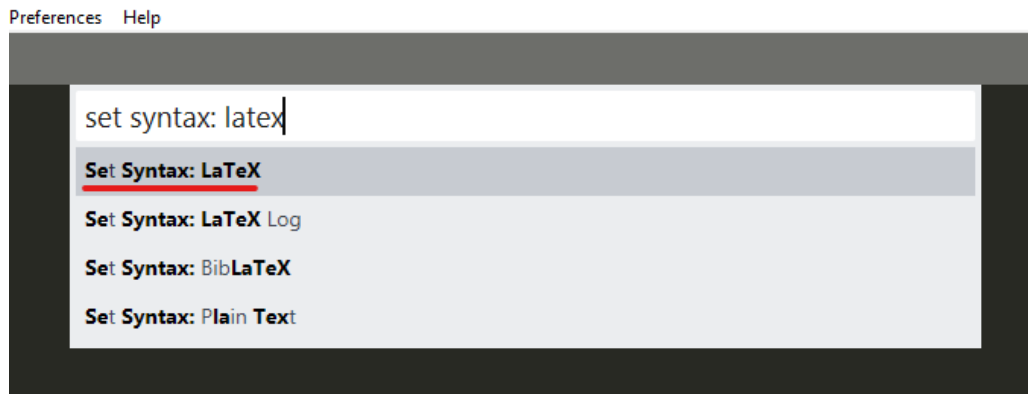 Preferences Help
set syntax: latex
Set Syntax: LaTeX
Set Syntax: LaTeX Log
Set Syntax: BibLaTeX
Set Syntax: Plain Text